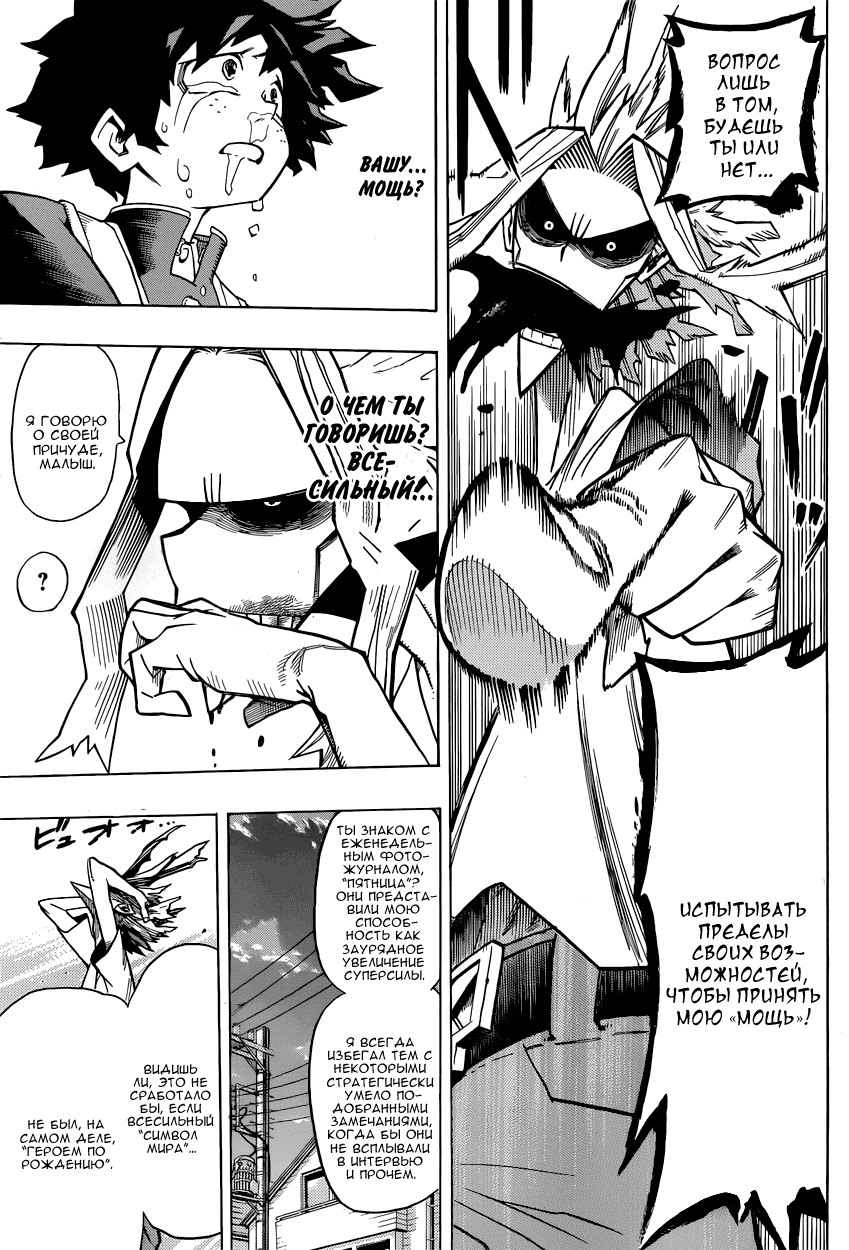 ВОПРОС
ЛИШЬ
В ТОМ,
БУДЕШЬ
ТЫ ИЛИ
НЕТ...
ИСПЫТЫВАТЬ
ПРЕДЕЛЫ
СВОИХ ВОЗ-
МОЖНОСТЕЙ,
ЧТОБЫ ПРИНЯТЬ
МОЮ «МОЩЬ»!
ВАШУ...
МОЩЬ?
О ЧЕМ ТЫ
ГОВОРИШЬ?
ВСЕ-
СИЛЬНЫЙ!..
Я ГОВОРЮ
О СВОЕЙ
ПРИЧУДЕ,
МАЛЫШ.
?
ТЫ ЗНАКОМ С
ЕЖЕНЕДЕЛЬ-
НЫМ ФОТО-
ЖУРНАЛОМ,
"ПЯТНИЦА"?
ОНИ ПРЕДСТА-
ВИЛИ МОЮ
СПОСОБ-
НОСТЬ КАК
ЗАУРЯДНОЕ
УВЕЛИЧЕНИЕ
СУПЕРСИЛЫ.
Я ВСЕГДА
ИЗБЕГАЛ ТЕМ С
НЕКОТОРЫМИ
СТРАТЕГИЧЕСКИ
УМЕЛО ПО-
ДОБРАННЫМИ
ЗАМЕЧАНИЯМИ,
КОГДА БЫ ОНИ
НЕ ВСПЛЫВАЛИ
В ИНТЕРВЬЮ
И ПРОЧЕМ.
ビュオオ...
ВИДИШЬ
ЛИ, ЭТО НЕ
СРАБОТАЛО
БЫ, ЕСЛИ
ВСЕСИЛЬНЫЙ
"СИМВОЛ
МИРА"...
НЕ БЫЛ, НА
САМОМ ДЕЛЕ,
"ГЕРОЕМ ПО
РОЖДЕНИЮ".